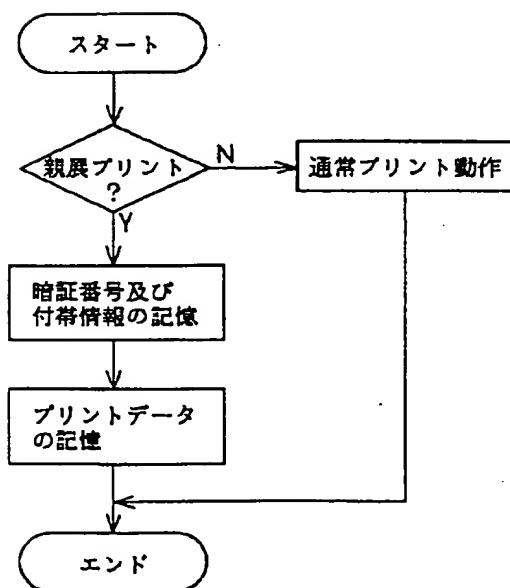 スタート
親展プリント
?
N
通常プリント動作
Y
暗証番号及び
付帯情報の記憶
プリントデータ
の記憶
エンド